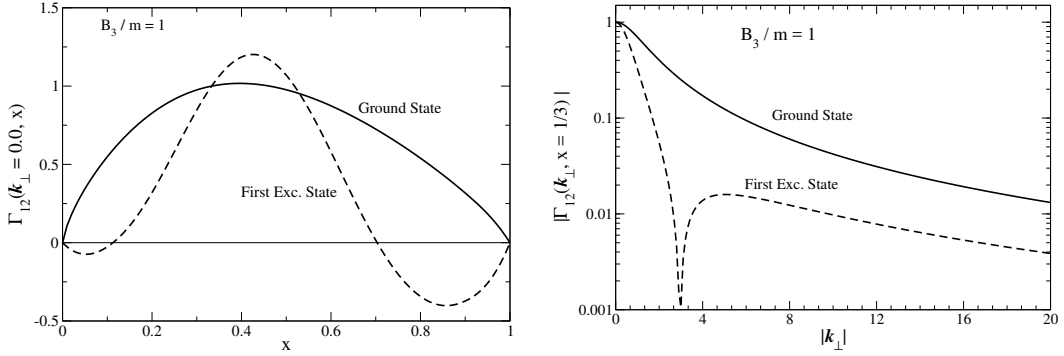 1.5
B₃ / m = 1
1
Ground State
0.5
First Exc. State
0
-0.5
0
0.2
0.4
0.6
0.8
1
x
Γ₁₂(k⊥ = 0.0, x)
1
B₃ / m = 1
0.1
Ground State
First Exc. State
0.01
0.001
0
4
8
12
16
20
|k⊥|
|Γ₁₂(k⊥, x = 1/3) |